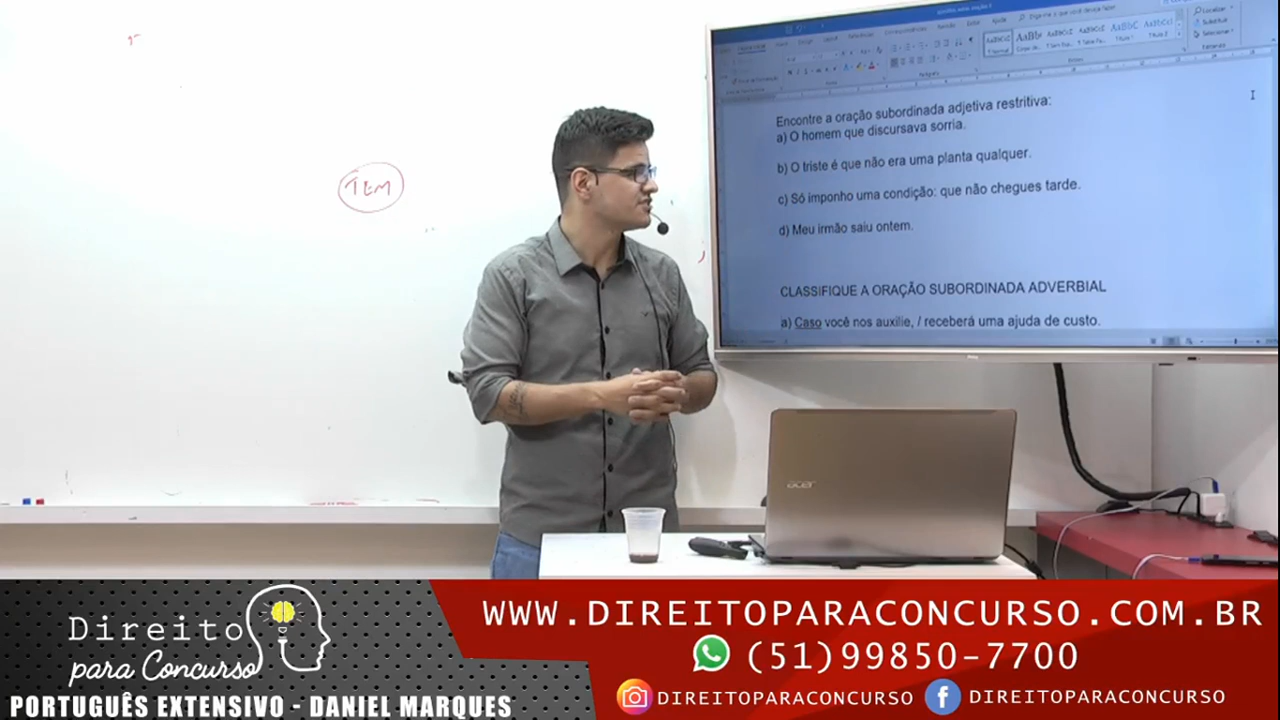 TEM
Encontre a oração subordinada adjetiva restritiva:
a) O homem que discursava sorria.
b) O triste é que não era uma planta qualquer.
c) Só imponho uma condição: que não chegues tarde.
d) Meu irmão saiu ontem.
CLASSIFIQUE A ORAÇÃO SUBORDINADA ADVERBIAL
a) Caso você nos auxilie, / receberá uma ajuda de custo.
acer
Direito
para Concurso
PORTUGUÊS EXTENSIVO - DANIEL MARQUES
WWW.DIREITOPARACONCURSO.COM.BR
(51)99850-7700
DIREITOPARACONCURSO
DIREITOPARACONCURSO